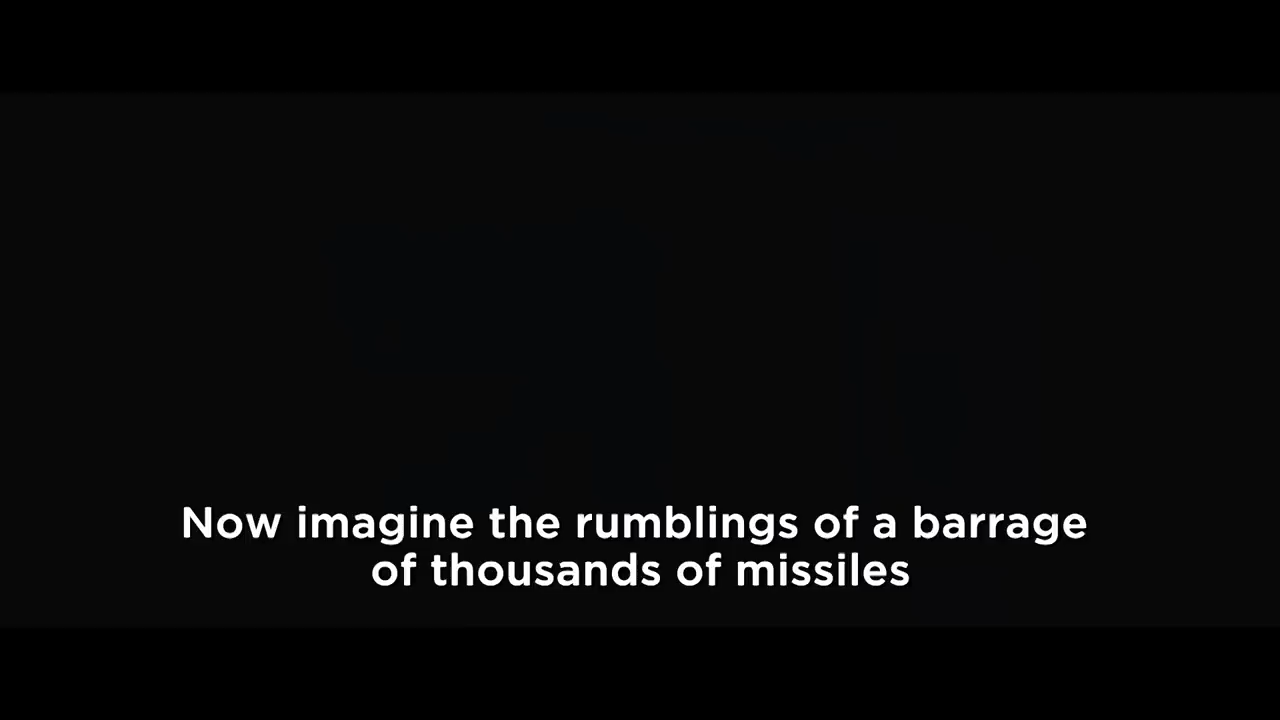 Now imagine the rumblings of a barrage
of thousands of missiles